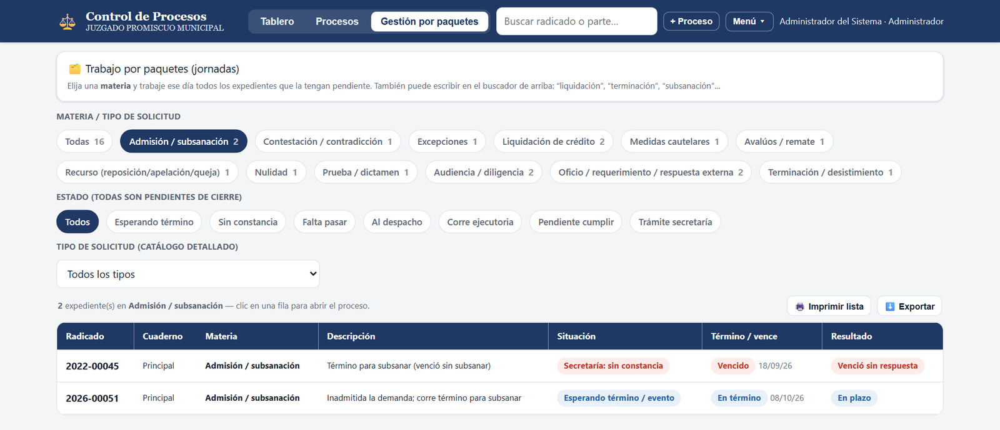 Control de Procesos
JUZGADO PROMISCUO MUNICIPAL
Tablero Procesos Gestión por paquetes Buscar radicado o parte... + Proceso Menú ▾ Administrador del Sistema · Administrador
Trabajo por paquetes (jornadas)
Elija una materia y trabaje ese día todos los expedientes que la tengan pendiente. También puede escribir en el buscador de arriba: “liquidación”, “terminación”, “subsanación”...
MATERIA / TIPO DE SOLICITUD
Todas 16 Admisión / subsanación 2 Contestación / contradicción 1 Excepciones 1 Liquidación de crédito 2 Medidas cautelares 1 Avalúos / remate 1
Recurso (reposición/apelación/queja) 1 Nulidad 1 Prueba / dictamen 1 Audiencia / diligencia 2 Oficio / requerimiento / respuesta externa 2 Terminación / desistimiento 1
ESTADO (TODAS SON PENDIENTES DE CIERRE)
Todos Esperando término Sin constancia Falta pasar Al despacho Corre ejecutoria Pendiente cumplir Trámite secretaría
TIPO DE SOLICITUD (CATÁLOGO DETALLADO)
Todos los tipos
2 expediente(s) en Admisión / subsanación — clic en una fila para abrir el proceso. Imprimir lista Exportar
Radicado Cuaderno Materia Descripción Situación Término / vence Resultado
2022-00045 Principal Admisión / subsanación Término para subsanar (venció sin subsanar) Secretaría: sin constancia Vencido 18/09/26 Venció sin respuesta
2026-00051 Principal Admisión / subsanación Inadmitida la demanda; corre término para subsanar Esperando término / evento En término 08/10/26 En plazo